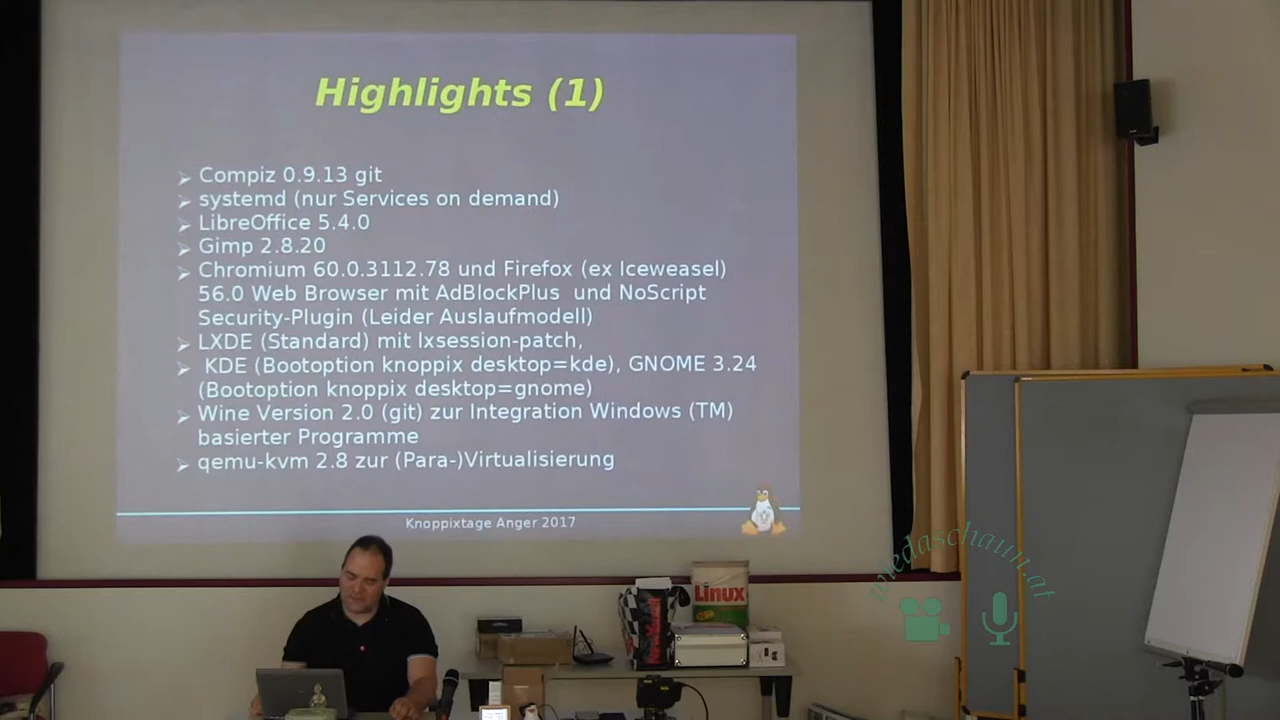 Highlights (1)
Compiz 0.9.13 git
systemd (nur Services on demand)
LibreOffice 5.4.0
Gimp 2.8.20
Chromium 60.0.3112.78 und Firefox (ex Iceweasel)
56.0 Web Browser mit AdBlockPlus und NoScript
Security-Plugin (Leider Auslaufmodell)
LXDE (Standard) mit lxsession-patch,
KDE (Bootoption knoppix desktop=kde), GNOME 3.24
(Bootoption knoppix desktop=gnome)
Wine Version 2.0 (git) zur Integration Windows (TM)
basierter Programme
qemu-kvm 2.8 zur (Para-)Virtualisierung
Knoppixtage Anger 2017
wiedaschaun.at
Linux